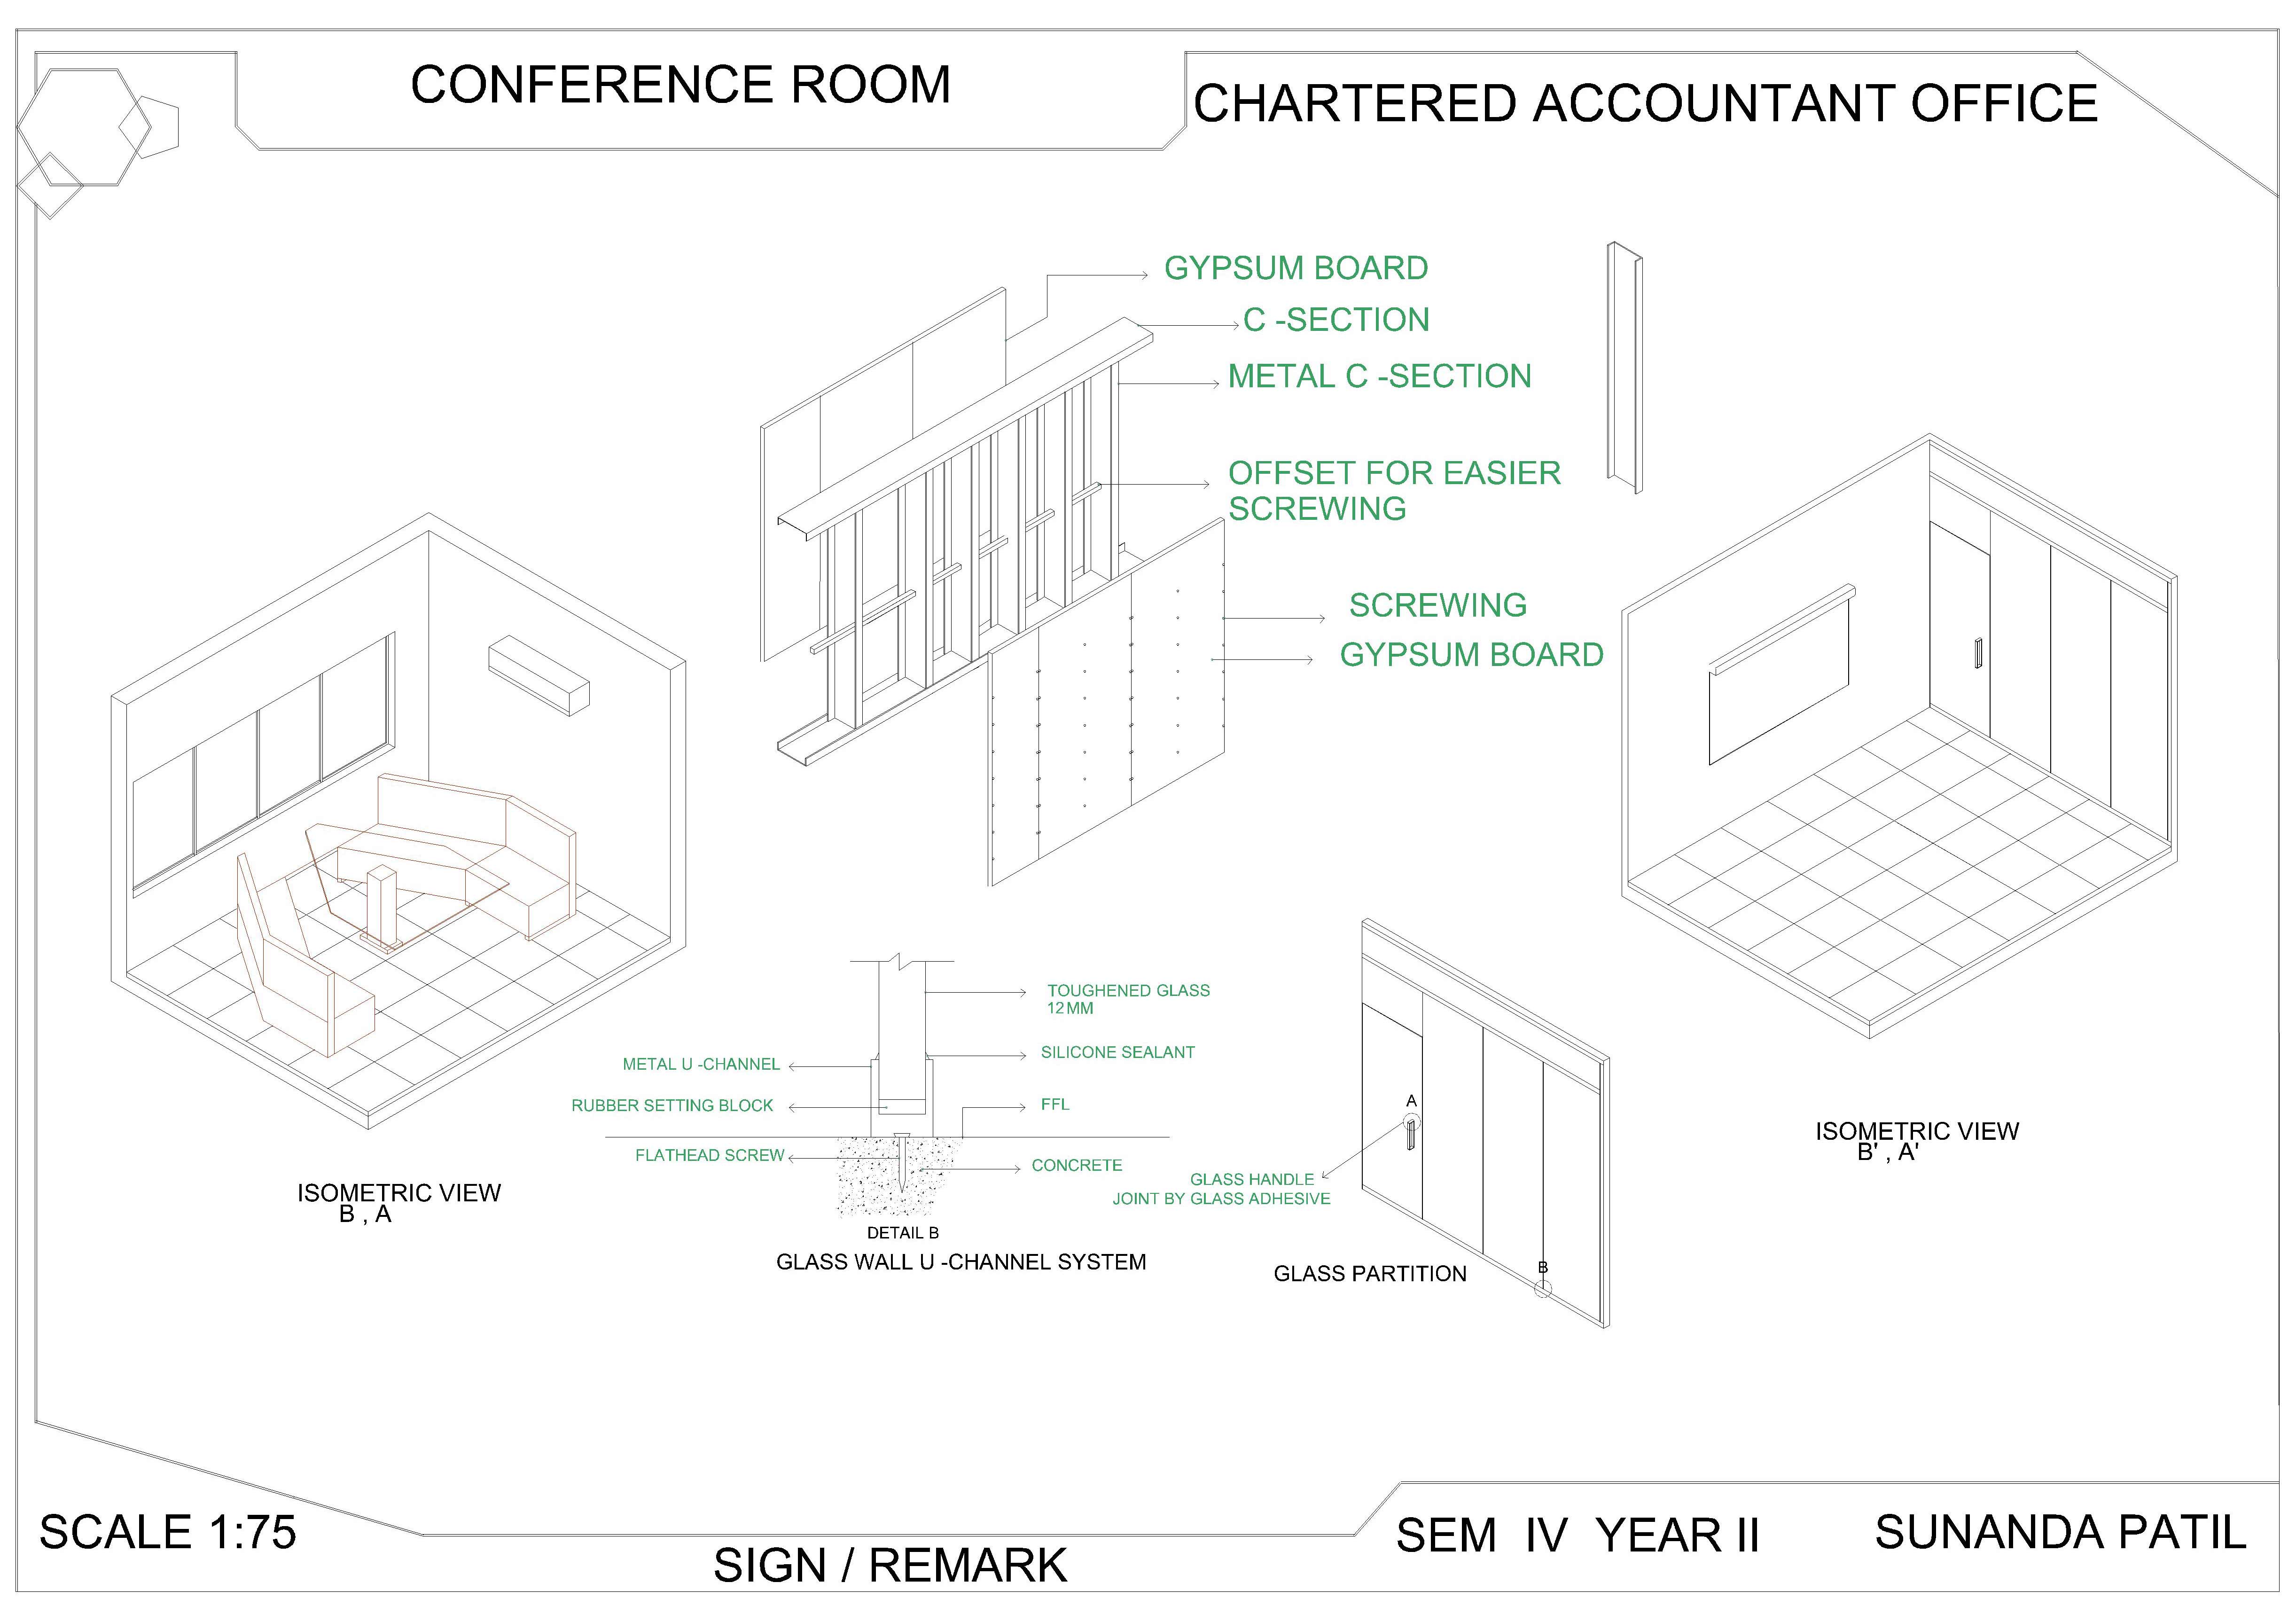 CONFERENCE ROOM
CHARTERED ACCOUNTANT OFFICE
GYPSUM BOARD
C -SECTION
METAL C -SECTION
OFFSET FOR EASIER
SCREWING
SCREWING
GYPSUM BOARD
TOUGHENED GLASS
12MM
SILICONE SEALANT
METAL U -CHANNEL
RUBBER SETTING BLOCK
FFL
FLATHEAD SCREW
CONCRETE
DETAIL B
GLASS WALL U -CHANNEL SYSTEM
A
GLASS HANDLE
JOINT BY GLASS ADHESIVE
B
GLASS PARTITION
ISOMETRIC VIEW
B , A
ISOMETRIC VIEW
B' , A'
SCALE 1:75
SIGN / REMARK
SEM IV YEAR II
SUNANDA PATIL